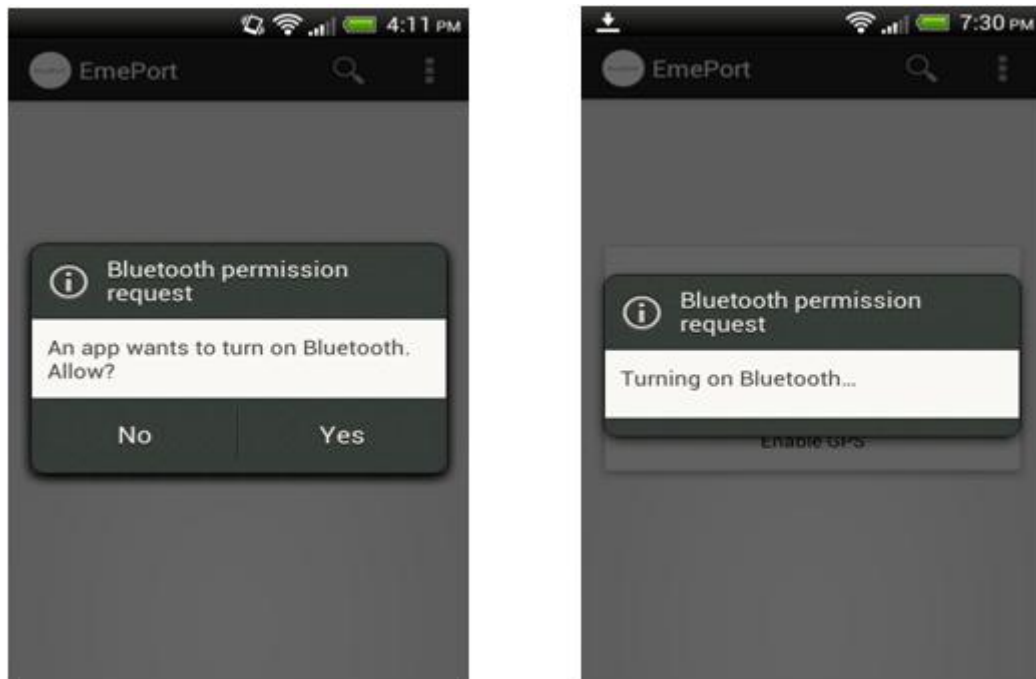 4:11 PM
EmePort
Bluetooth permission
request
An app wants to turn on Bluetooth.
Allow?
No
Yes
7:30 PM
EmePort
Bluetooth permission
request
Turning on Bluetooth...
Enable GPS